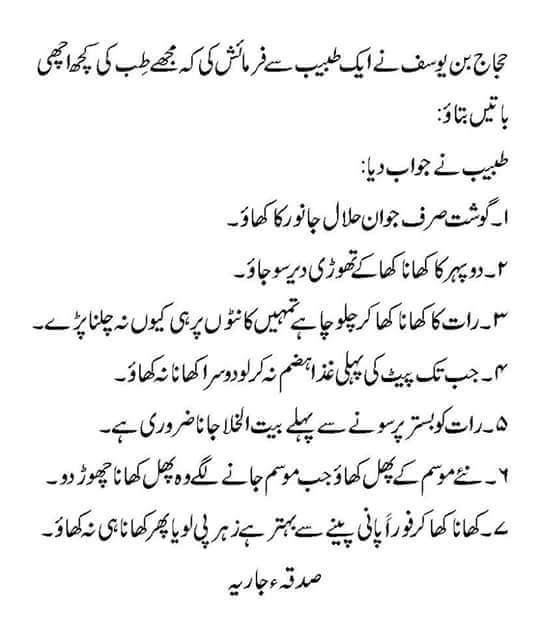 حجاج بن یوسف نے ایک طبیب سے فرمائش کی کہ مجھے طِب کی کچھ اچھی
باتیں بتاؤ:
طبیب نے جواب دیا:
۱۔گوشت صرف جوان حلال جانور کا کھاؤ۔
۲۔دوپہر کا کھانا کھا کے تھوڑی دیر سو جاؤ۔
۳۔رات کا کھانا کھا کر چلو چاہے تمہیں کانٹوں پر ہی کیوں نہ چلنا پڑے۔
۴۔جب تک پیٹ کی پہلی غذا ہضم نہ کر لو دوسرا کھانا نہ کھاؤ۔
۵۔رات کو بستر پر سونے سے پہلے بیت الخلا جانا ضروری ہے۔
۶۔نئے موسم کے پھل کھاؤ جب موسم جانے لگے وہ پھل کھانا چھوڑ دو۔
۷۔کھانا کھا کر فوراً پانی پینے سے بہتر ہے زہر پی لو یا پھر کھانا ہی نہ کھاؤ۔
صدقہء جاریہ